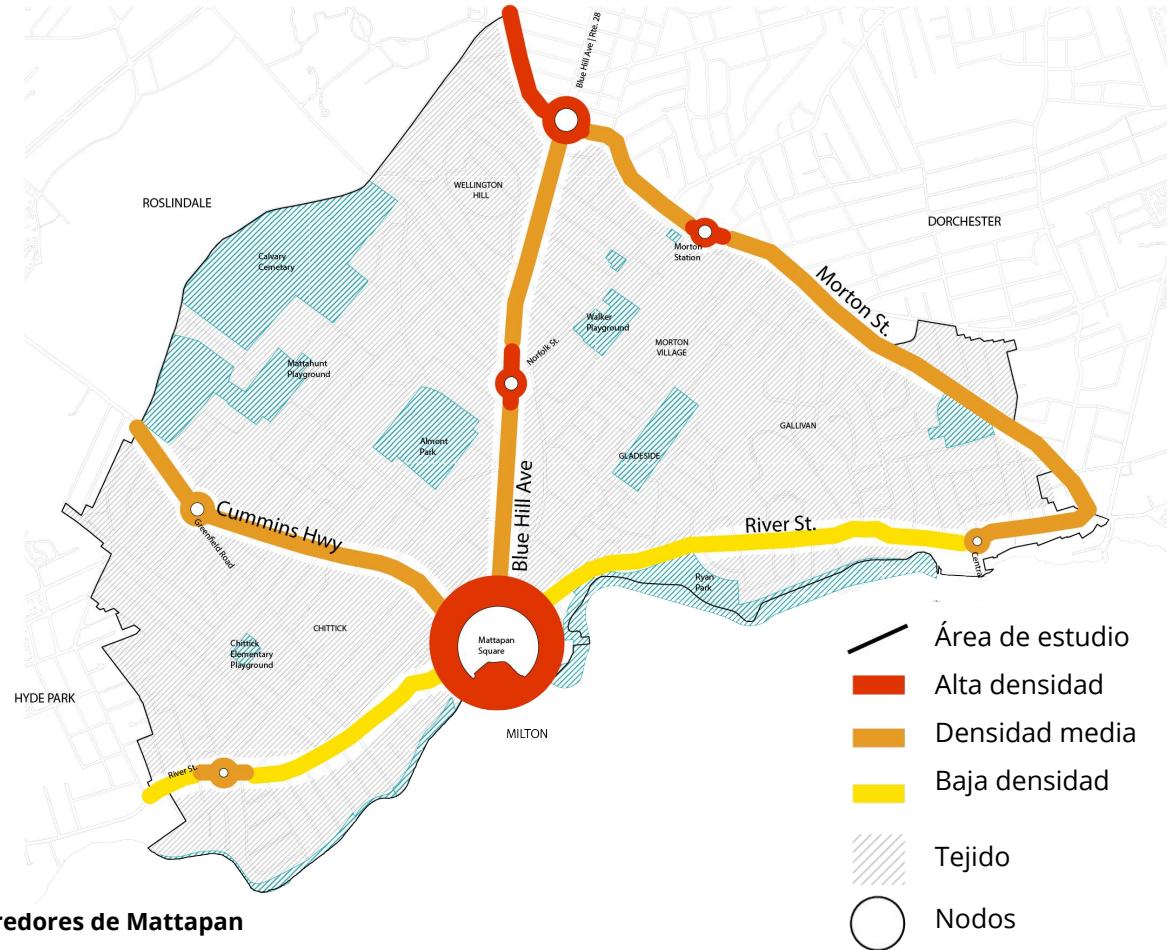 Blue Hill Ave | Rte. 28
WELLINGTON
HILL
ROSLINDALE
DORCHESTER
Calvary
Cemetary
Morton
Station
Morton St.
Walker
Playground
Norfolk St.
MORTON
VILLAGE
Mattahunt
Playground
Almont
Park
GALLIVAN
GLADESIDE
Blue Hill Ave
Cummins Hwy
Greenfield Road
River St.
Central
Ryan
Park
CHITTICK
Chittick
Elementary
Playground
Mattapan
Square
HYDE PARK
MILTON
River St.
Área de estudio
Alta densidad
Densidad media
Baja densidad
Tejido
Nodos
redores de Mattapan